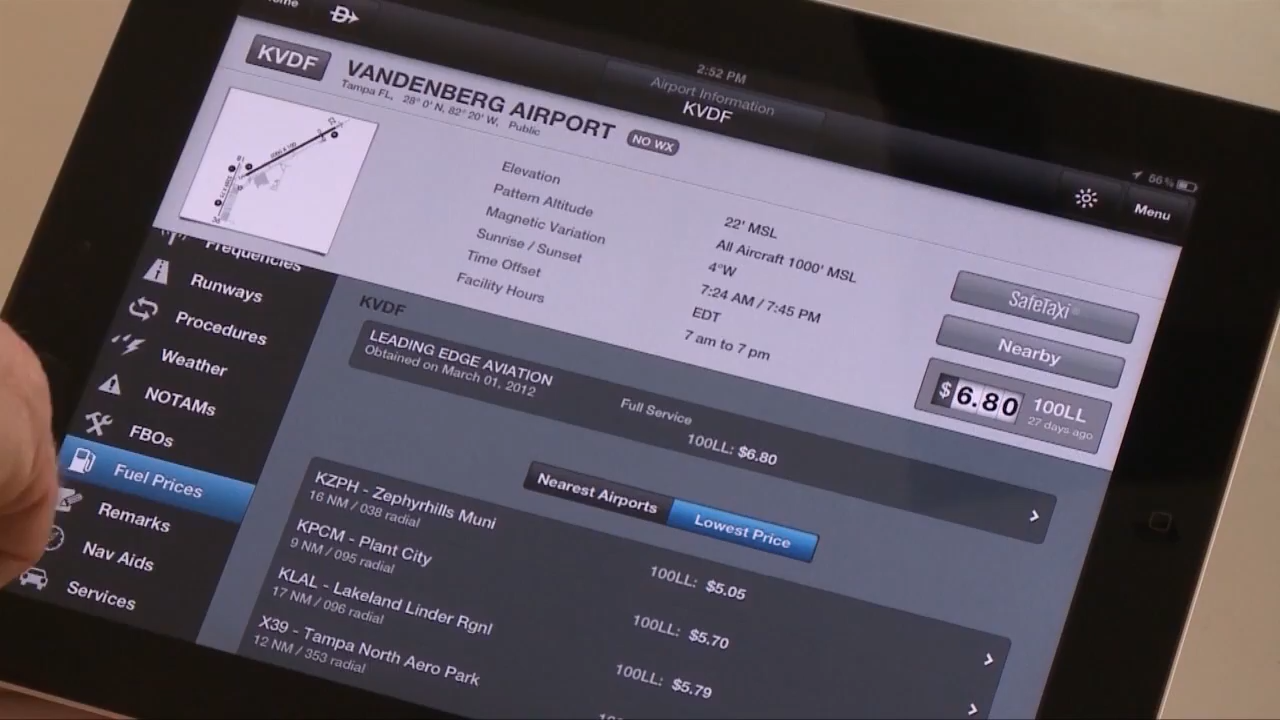 2:52 PM
Airport Information
KVDF
56%
Menu
KVDF
VANDENBERG AIRPORT
NO WX
Tampa FL, 28° 0' N, 82° 20' W, Public
Elevation
22' MSL
Pattern Altitude
All Aircraft 1000' MSL
Magnetic Variation
4°W
Sunrise / Sunset
7:24 AM / 7:45 PM
Time Offset
EDT
Facility Hours
7 am to 7 pm
SafeTaxi®
Nearby
$6.80
100LL
27 days ago
Frequencies
Runways
Procedures
Weather
NOTAMs
FBOs
Fuel Prices
Remarks
Nav Aids
Services
KVDF
LEADING EDGE AVIATION
Obtained on March 01, 2012
Full Service
100LL: $6.80
Nearest Airports
Lowest Price
KZPH - Zephyrhills Muni
16 NM / 038 radial
100LL: $5.05
KPCM - Plant City
9 NM / 095 radial
100LL: $5.70
KLAL - Lakeland Linder Rgnl
17 NM / 096 radial
100LL: $5.79
X39 - Tampa North Aero Park
12 NM / 353 radial